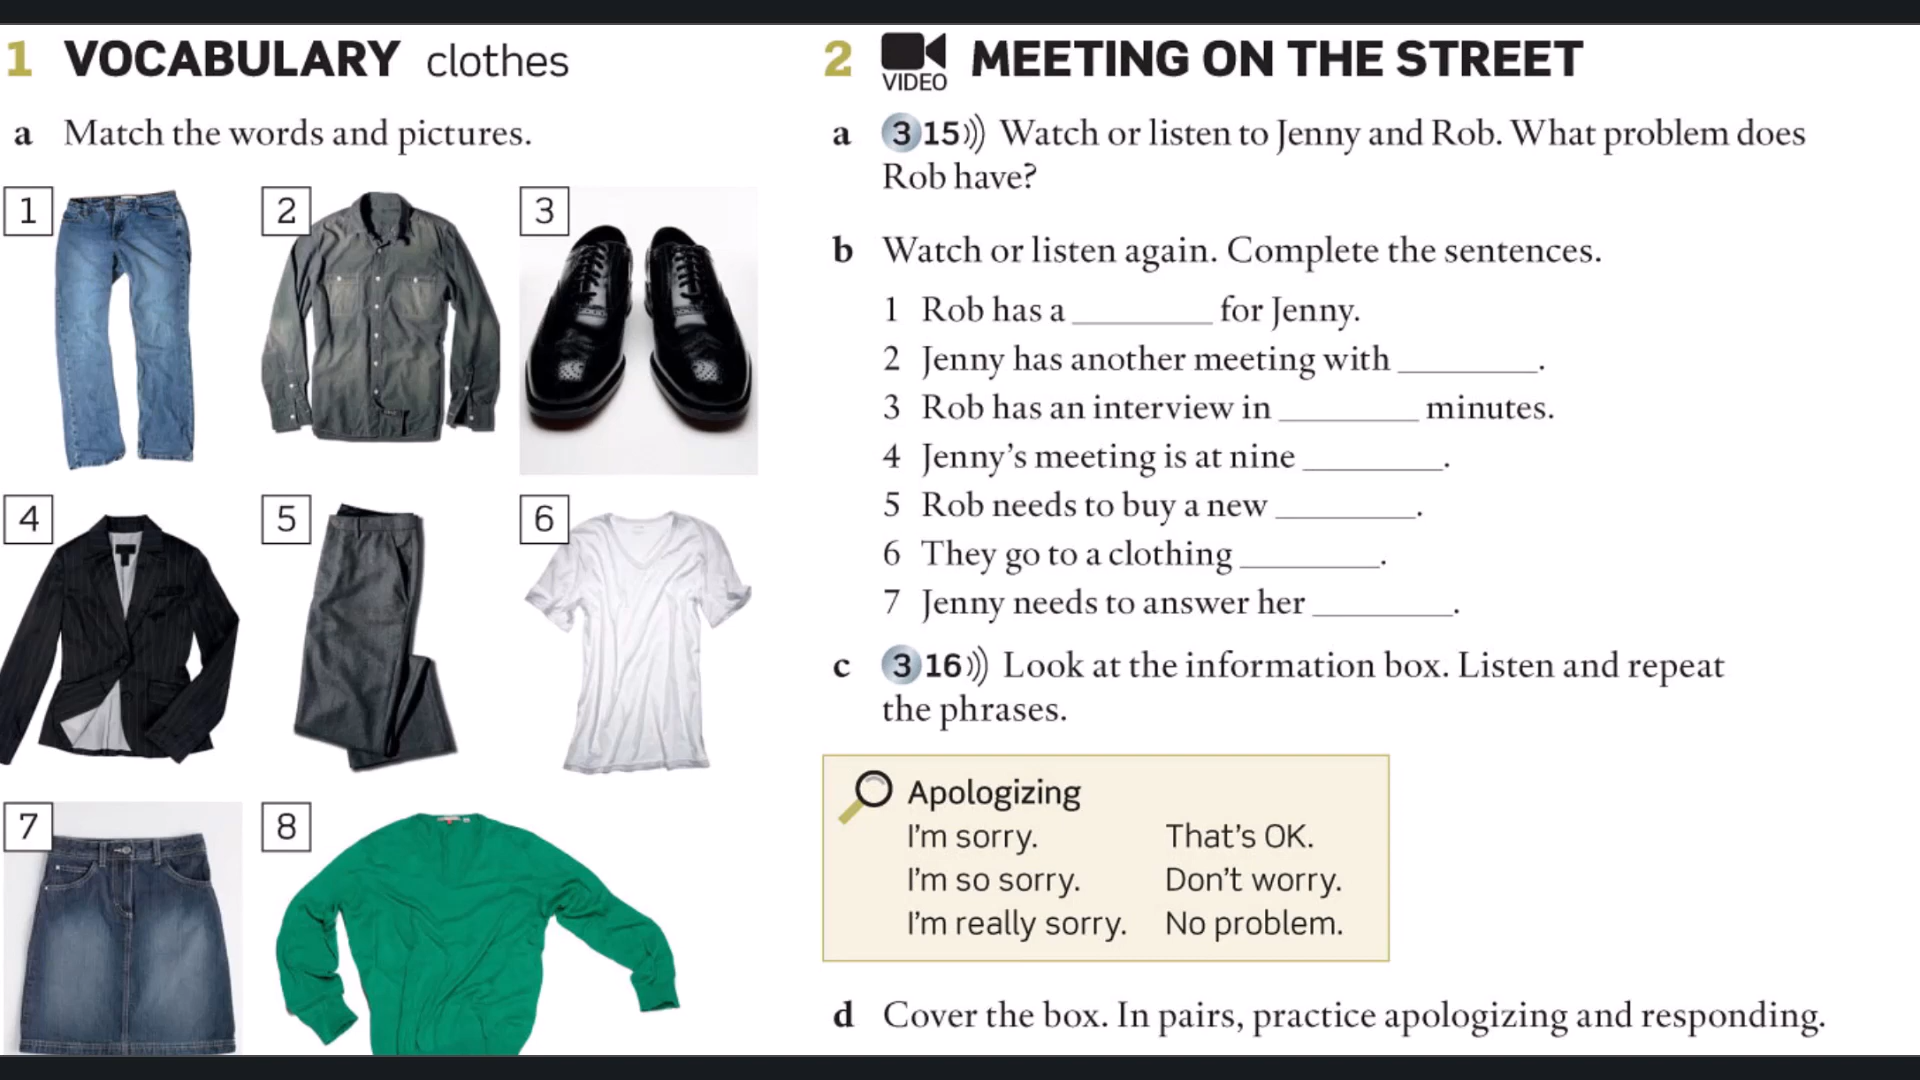 1 VOCABULARY clothes
a Match the words and pictures.
1
2
3
4
5
6
7
8
2 VIDEO MEETING ON THE STREET
a 3 15 Watch or listen to Jenny and Rob. What problem does
Rob have?
b Watch or listen again. Complete the sentences.
1 Rob has a ________ for Jenny.
2 Jenny has another meeting with ________.
3 Rob has an interview in ________ minutes.
4 Jenny’s meeting is at nine ________.
5 Rob needs to buy a new ________.
6 They go to a clothing ________.
7 Jenny needs to answer her ________.
c 3 16 Look at the information box. Listen and repeat
the phrases.
Apologizing
I’m sorry. That’s OK.
I’m so sorry. Don’t worry.
I’m really sorry. No problem.
d Cover the box. In pairs, practice apologizing and responding.